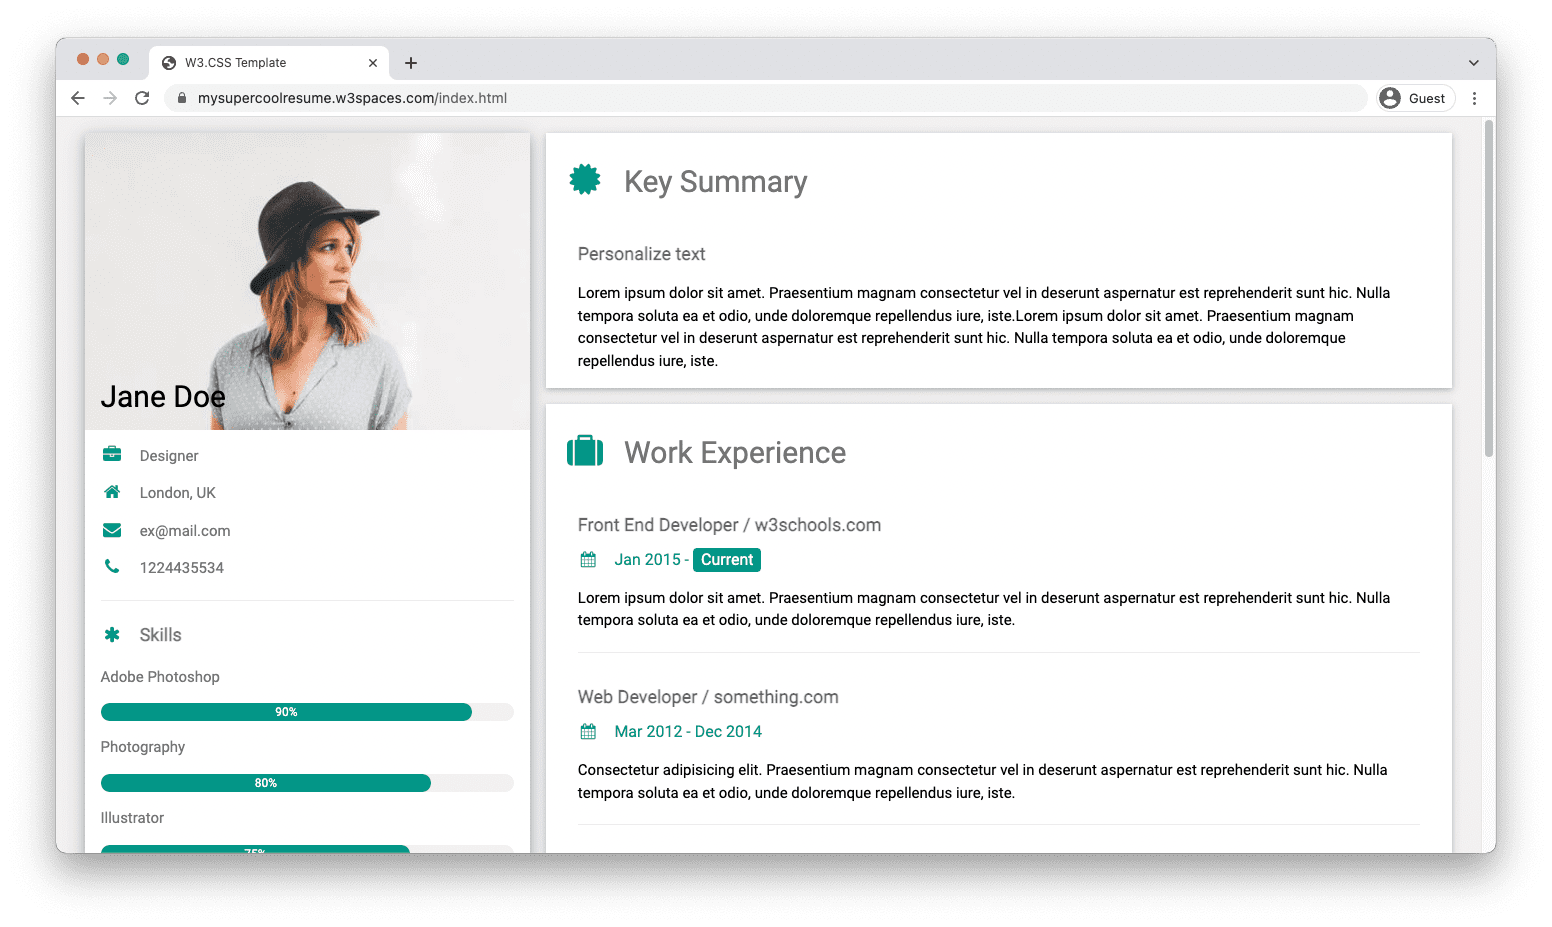 W3.CSS Template
mysupercoolresume.w3spaces.com/index.html
Guest
Jane Doe
Designer
London, UK
ex@mail.com
1224435534
Skills
Adobe Photoshop
90%
Photography
80%
Illustrator
75%
Key Summary
Personalize text
Lorem ipsum dolor sit amet. Praesentium magnam consectetur vel in deserunt aspernatur est reprehenderit sunt hic. Nulla
tempora soluta ea et odio, unde doloremque repellendus iure, iste.Lorem ipsum dolor sit amet. Praesentium magnam
consectetur vel in deserunt aspernatur est reprehenderit sunt hic. Nulla tempora soluta ea et odio, unde doloremque
repellendus iure, iste.
Work Experience
Front End Developer / w3schools.com
Jan 2015 - Current
Lorem ipsum dolor sit amet. Praesentium magnam consectetur vel in deserunt aspernatur est reprehenderit sunt hic. Nulla
tempora soluta ea et odio, unde doloremque repellendus iure, iste.
Web Developer / something.com
Mar 2012 - Dec 2014
Consectetur adipisicing elit. Praesentium magnam consectetur vel in deserunt aspernatur est reprehenderit sunt hic. Nulla
tempora soluta ea et odio, unde doloremque repellendus iure, iste.